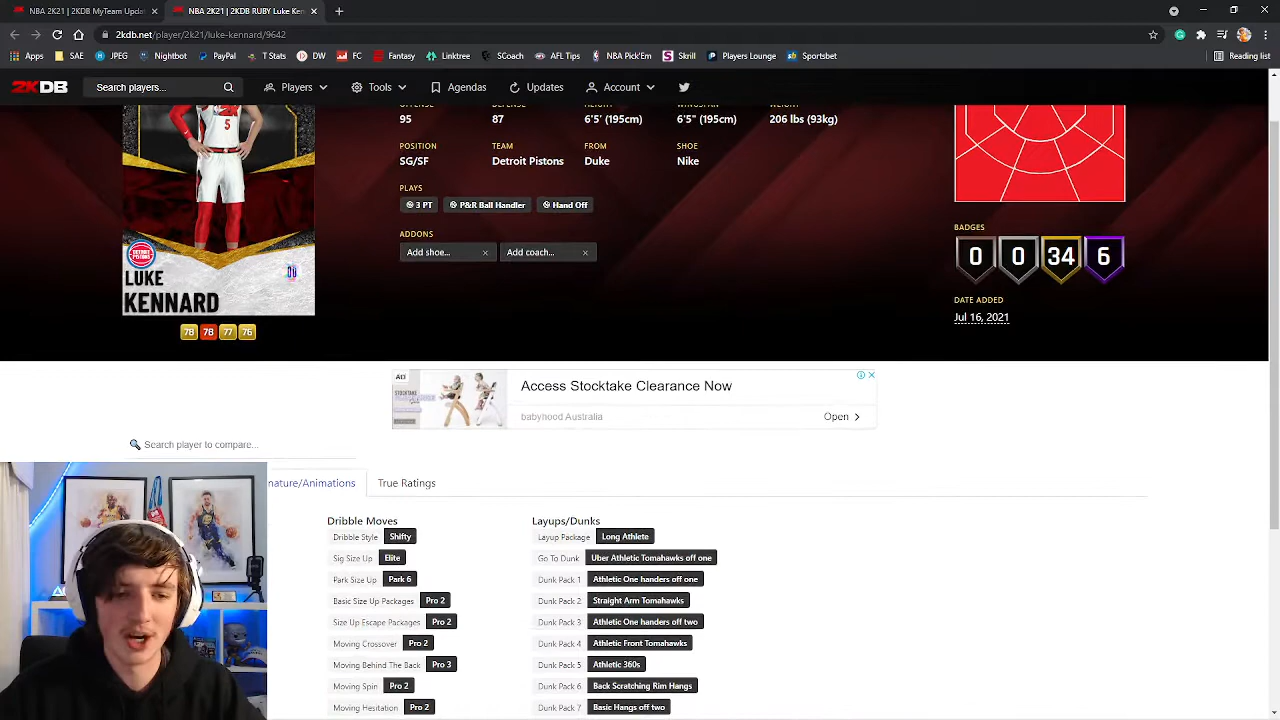 NBA 2K21 | 2KDB MyTeam Updat
NBA 2K21 | 2KDB RUBY Luke Ken
2kdb.net/player/2k21/luke-kennard/9642
Apps SAE JPEG Nightbot PayPal T Stats DW FC Fantasy Linktree SCoach AFL Tips NBA Pick'Em Skrill Players Lounge Sportsbet Reading list
2KDB Search players... Players Tools Agendas Updates Account
OFFENSE DEFENSE HEIGHT WINGSPAN WEIGHT
95 87 6'5' (195cm) 6'5" (195cm) 206 lbs (93kg)
POSITION TEAM FROM SHOE
SG/SF Detroit Pistons Duke Nike
PLAYS
3 PT P&R Ball Handler Hand Off
ADDONS
Add shoe... Add coach...
5
LUKE
KENNARD
78 78 77 76
BADGES
0 0 34 6
DATE ADDED
Jul 16, 2021
AD
Access Stocktake Clearance Now
babyhood Australia
Open
Search player to compare...
nature/Animations True Ratings
Dribble Moves
Dribble Style Shifty
Sig Size Up Elite
Park Size Up Park 6
Basic Size Up Packages Pro 2
Size Up Escape Packages Pro 2
Moving Crossover Pro 2
Moving Behind The Back Pro 3
Moving Spin Pro 2
Moving Hesitation Pro 2
Layups/Dunks
Layup Package Long Athlete
Go To Dunk Uber Athletic Tomahawks off one
Dunk Pack 1 Athletic One handers off one
Dunk Pack 2 Straight Arm Tomahawks
Dunk Pack 3 Athletic One handers off two
Dunk Pack 4 Athletic Front Tomahawks
Dunk Pack 5 Athletic 360s
Dunk Pack 6 Back Scratching Rim Hangs
Dunk Pack 7 Basic Hangs off two